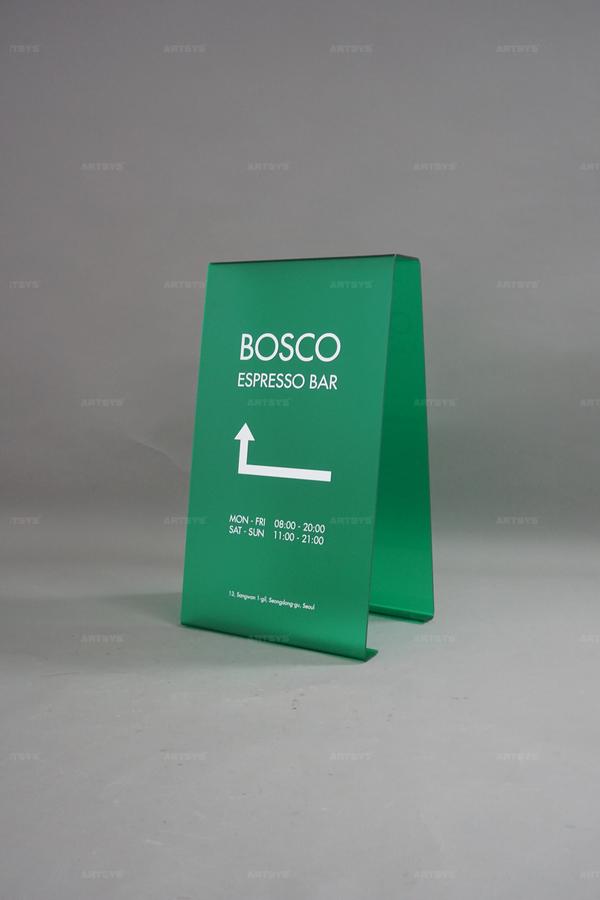 BOSCO
ESPRESSO BAR
MON - FRI 08:00 - 20:00
SAT - SUN 11:00 - 21:00
13, Sangwon 1-gil, Seongdong-gu, Seoul
ARTSYS